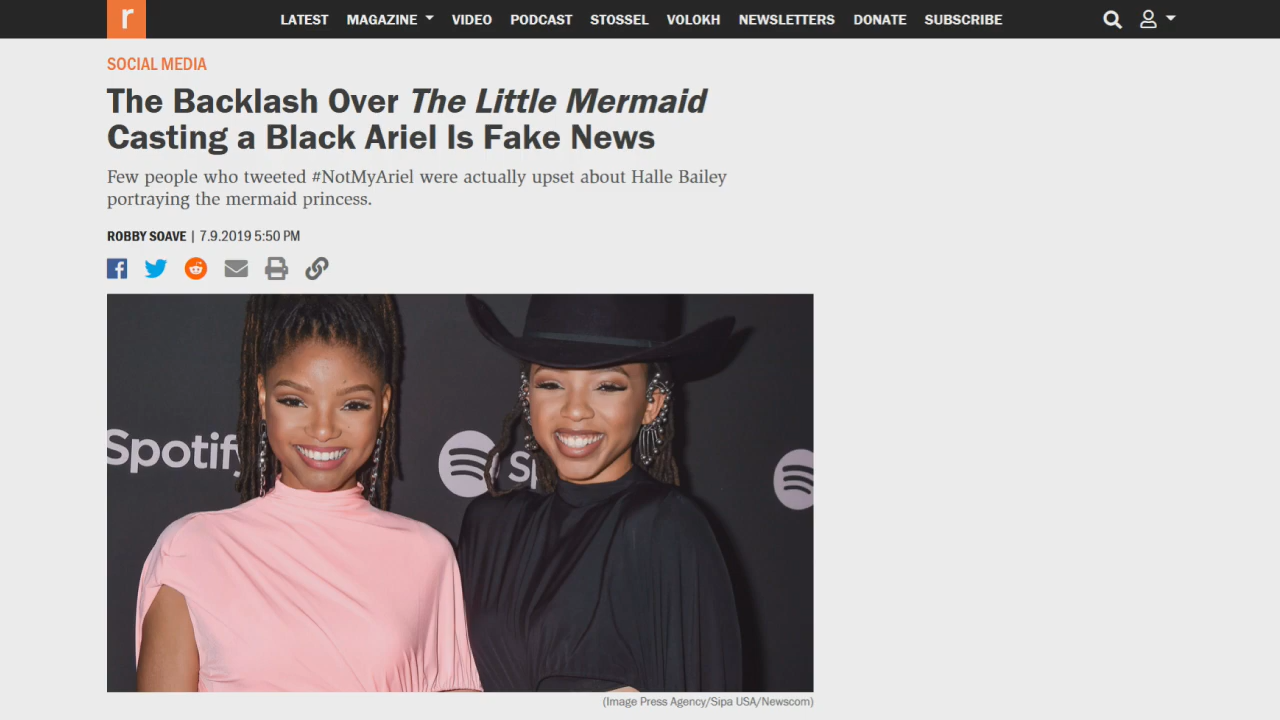 r
LATEST MAGAZINE VIDEO PODCAST STOSSEL VOLOKH NEWSLETTERS DONATE SUBSCRIBE
SOCIAL MEDIA
The Backlash Over The Little Mermaid
Casting a Black Ariel Is Fake News
Few people who tweeted #NotMyAriel were actually upset about Halle Bailey
portraying the mermaid princess.
ROBBY SOAVE | 7.9.2019 5:50 PM
Spotify
Sp
(Image Press Agency/Sipa USA/Newscom)